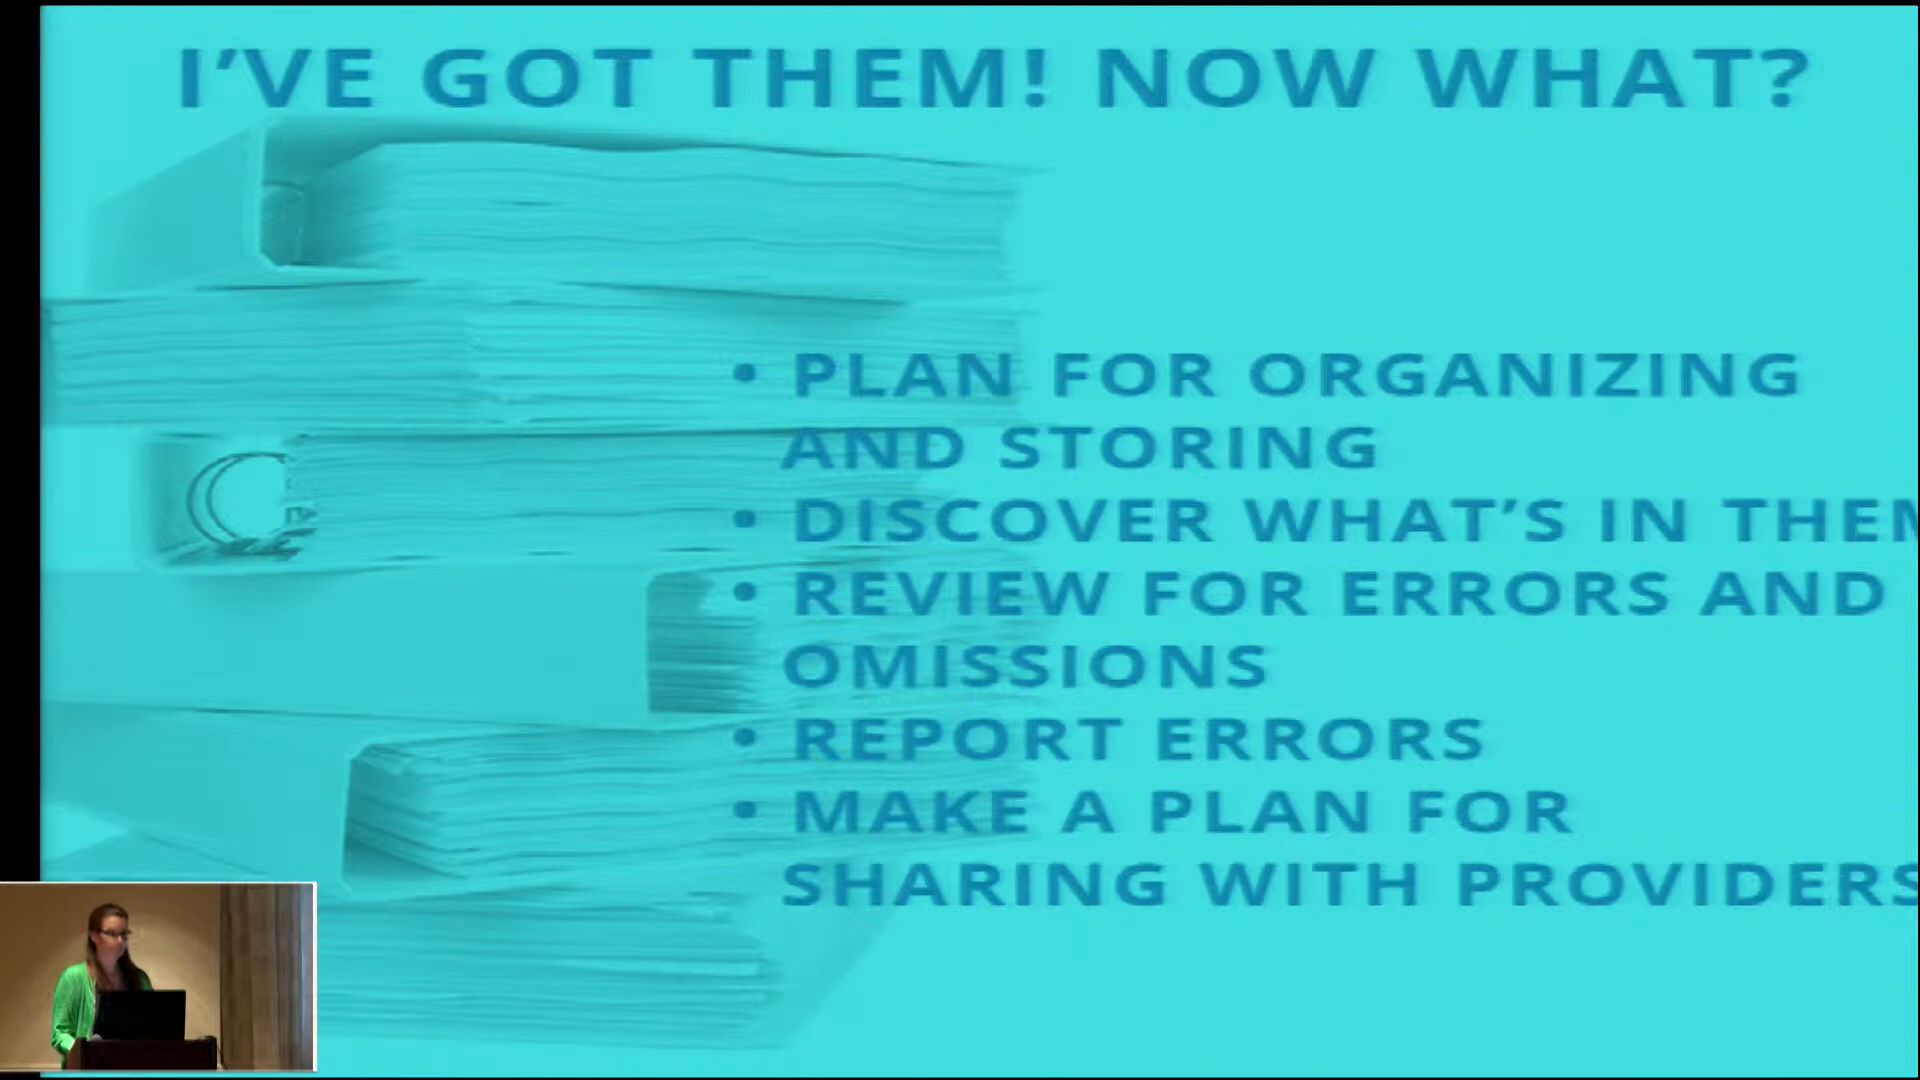 I'VE GOT THEM! NOW WHAT?
• PLAN FOR ORGANIZING
AND STORING
• DISCOVER WHAT'S IN THEM
• REVIEW FOR ERRORS AND
OMISSIONS
• REPORT ERRORS
• MAKE A PLAN FOR
SHARING WITH PROVIDERS